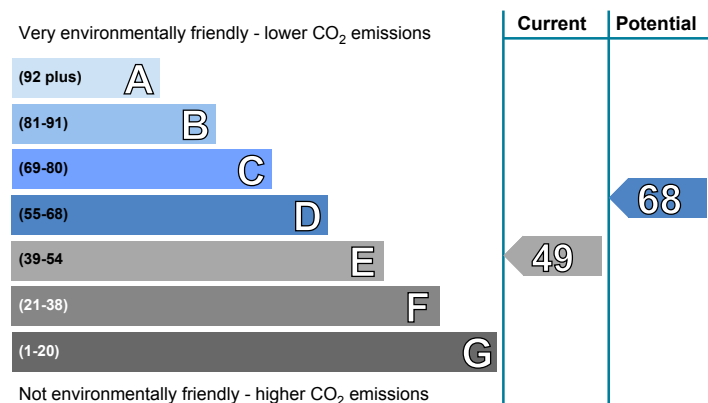 Current Potential
Very environmentally friendly - lower CO₂ emissions
(92 plus) A
(81-91) B
(69-80) C
68
(55-68) D
(39-54 E
49
(21-38) F
(1-20) G
Not environmentally friendly - higher CO₂ emissions